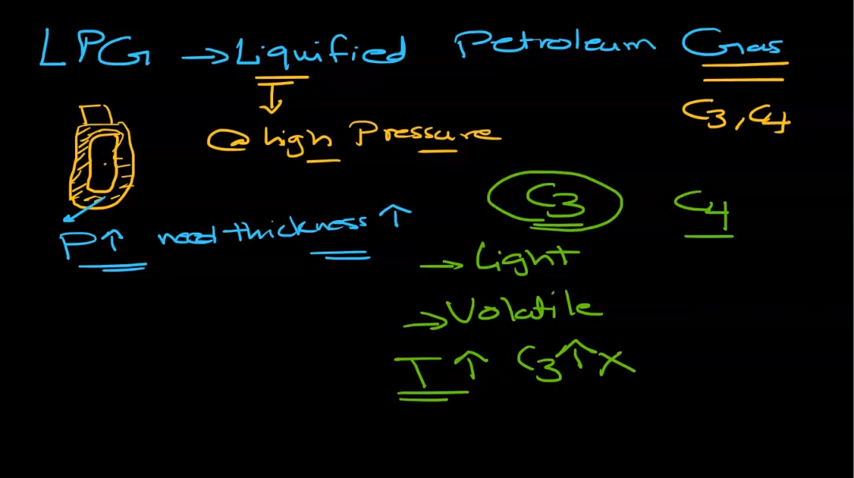 LPG → Liquified Petroleum Gas
C3, C4
@ high Pressure
C3 C4
P↑ need thickness ↑
→ Light
→ Volatile
T ↑ C3 ↑ X